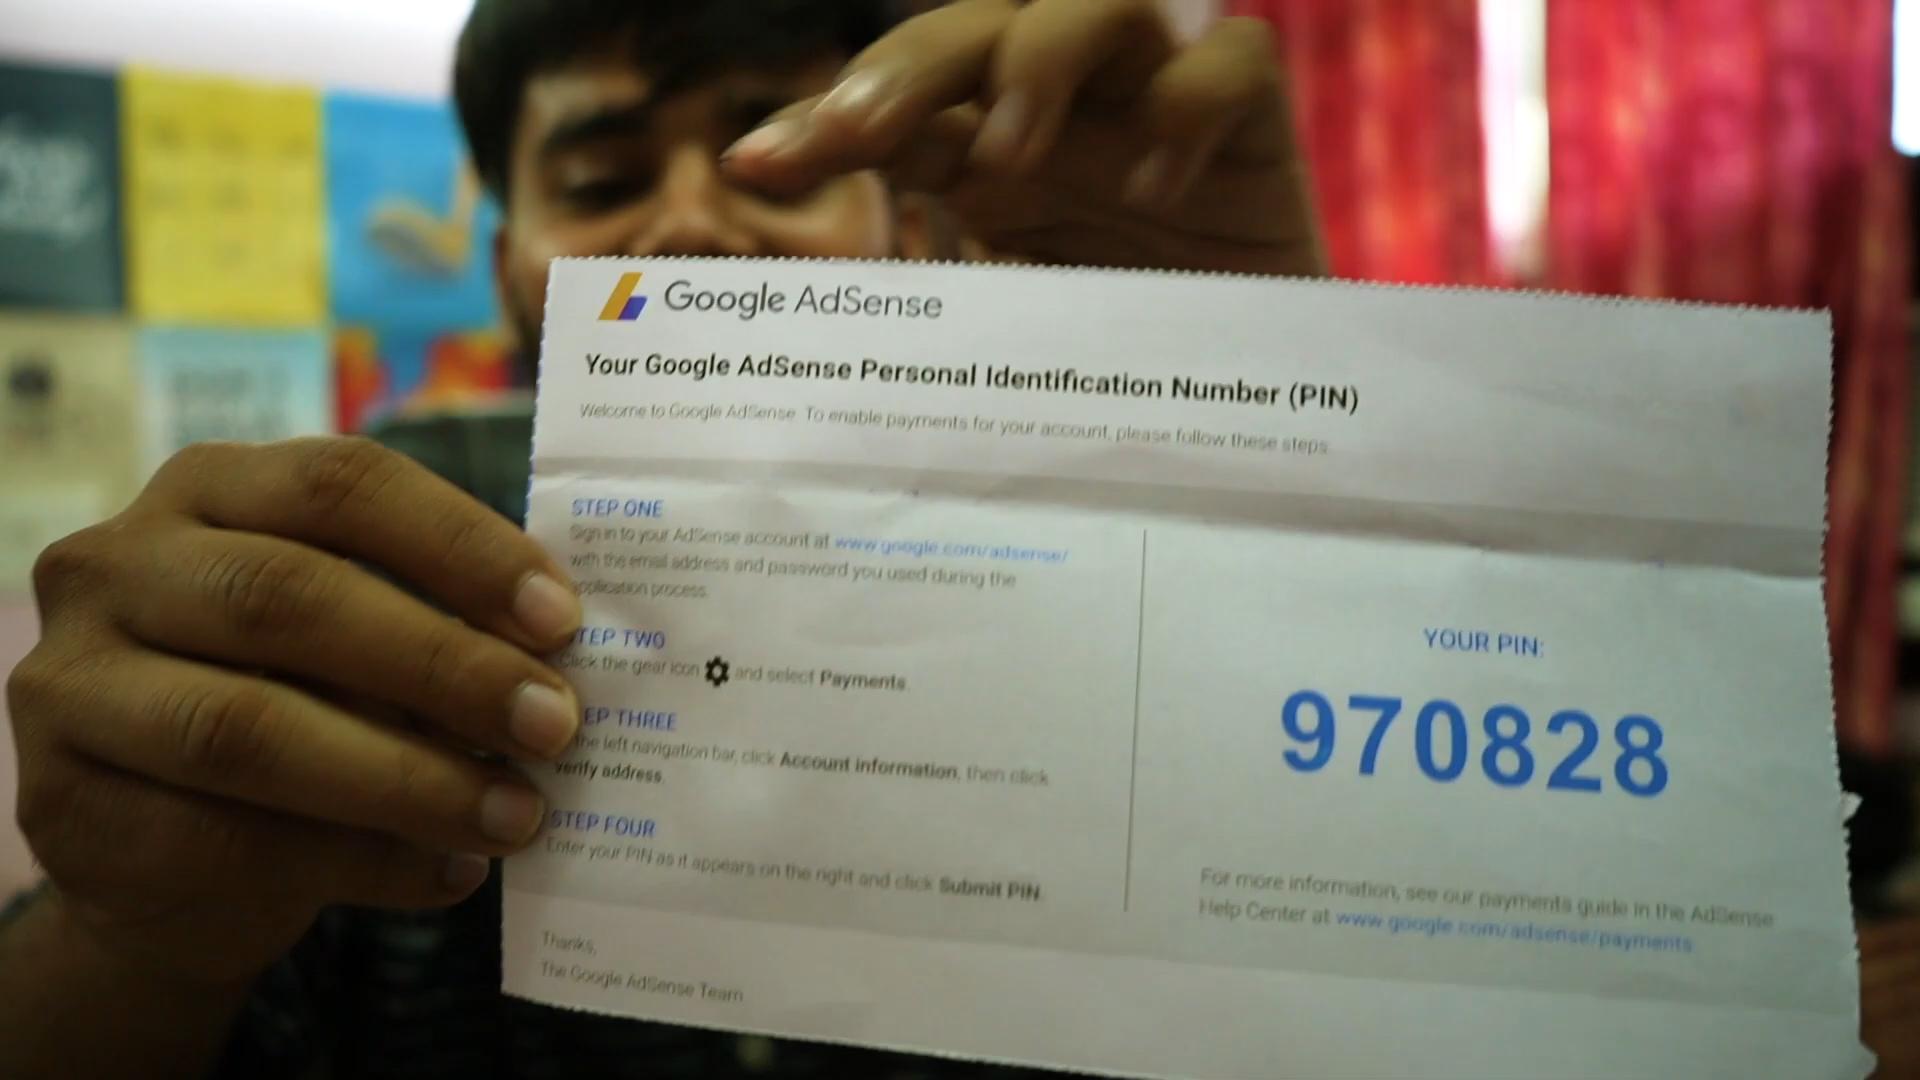 Google AdSense
Your Google AdSense Personal Identification Number (PIN)
Welcome to Google AdSense. To enable payments for your account, please follow these steps
STEP ONE
Sign in to your AdSense account at www.google.com/adsense/
with the email address and password you used during the
application process.
STEP TWO
Click the gear icon and select Payments.
EP THREE
the left navigation bar, click Account information, then click
verify address.
STEP FOUR
Enter your PIN as it appears on the right and click Submit PIN.
Thanks,
The Google AdSense Team
YOUR PIN:
970828
For more information, see our payments guide in the AdSense
Help Center at www.google.com/adsense/payments